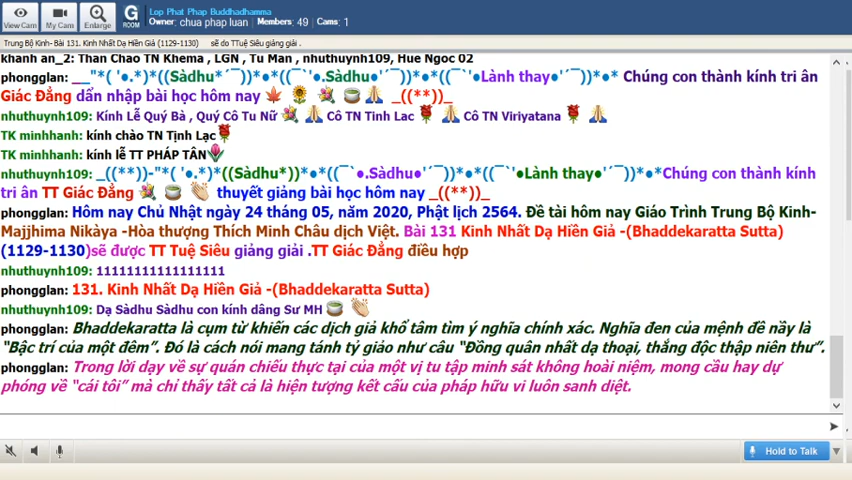 Lop Phat Phap Buddhadhamma
Owner: chua phap luan Members: 49 Cams: 1
View Cam My Cam Enlarge G ROOM
Trung Bộ Kinh- Bài 131. Kinh Nhất Dạ Hiền Giả (1129-1130) sẽ do TTuệ Siêu giảng giải .
khanh an_2: Than Chao TN Khema , LGN , Tu Man , nhuthuynh109, Hue Ngoc 02
phongglan: __"*( '●.*)*((Sàdhu*´¯))*●*((¯`'●.Sàdhu●'´¯))*●●*((¯`'●Lành thay●'´¯))*●* Chúng con thành kính tri ân
Giác Đẳng dẩn nhập bài học hôm nay 🍁 🌻 💐 🍵 🙏 _((**))_
nhuthuynh109: Kính Lễ Quý Bà , Quý Cô Tu Nữ 💐 🙏 Cô TN Tinh Lac 🌹 🙏 Cô TN Viriyatana 🌹 🙏
TK minhhanh: kính chào TN Tịnh Lạc 🌹
TK minhhanh: kính lễ TT PHÁP TÂN 🌷
nhuthuynh109: _((**))-"*( '●.*)*((Sàdhu*))*●*((¯`'●.Sàdhu●'´¯))*●●*((¯`'●Lành thay●'´¯))*●*Chúng con thành kính
tri ân TT Giác Đẳng 💐 🍵 👏 thuyết giảng bài học hôm nay _((**))_
phongglan: Hôm nay Chủ Nhật ngày 24 tháng 05, năm 2020, Phật lịch 2564. Đề tài hôm nay Giáo Trình Trung Bộ Kinh-
Majjhima Nikàya -Hòa thượng Thích Minh Châu dịch Việt. Bài 131 Kinh Nhất Dạ Hiền Giả -(Bhaddekaratta Sutta)
(1129-1130)sẽ được TT Tuệ Siêu giảng giải .TT Giác Đẳng điều hợp
nhuthuynh109: 11111111111111111
phongglan: 131. Kinh Nhất Dạ Hiền Giả -(Bhaddekaratta Sutta)
nhuthuynh109: Dạ Sàdhu Sàdhu con kính dâng Sư MH 🍵 👏
phongglan: Bhaddekaratta là cụm từ khiến các dịch giả khổ tâm tìm ý nghĩa chính xác. Nghĩa đen của mệnh đề nầy là
“Bậc trí của một đêm”. Đó là cách nói mang tánh tỷ giảo như câu “Đồng quân nhất dạ thoại, thắng độc thập niên thư”.
phongglan: Trong lời dạy về sự quán chiếu thực tại của một vị tu tập minh sát không hoài niệm, mong cầu hay dự
phóng về “cái tôi” mà chỉ thấy tất cả là hiện tượng kết cấu của pháp hữu vi luôn sanh diệt.
Hold to Talk